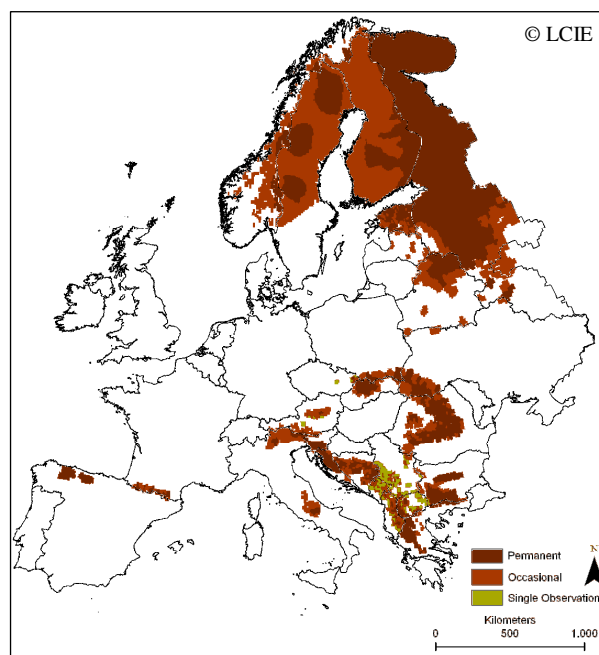 © LCIE
Permanent
Occasional
Single Observation
N
Kilometers
0 500 1.000